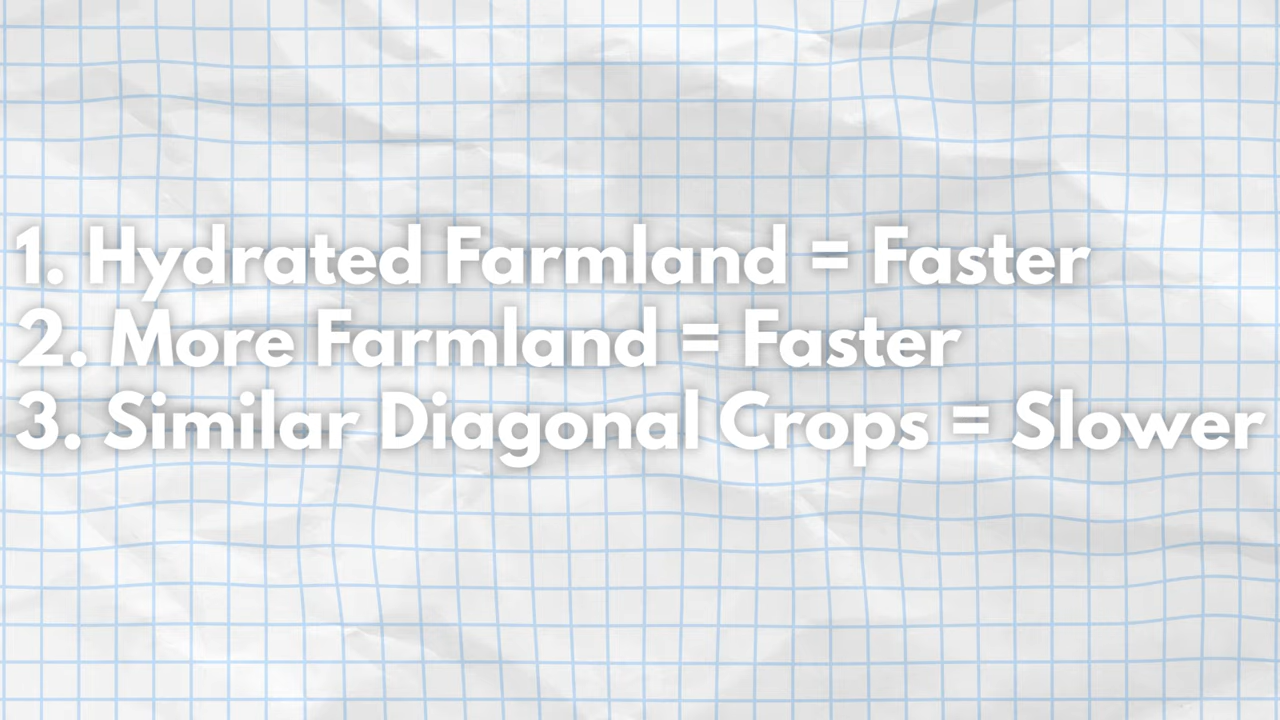 1. Hydrated Farmland = Faster
2. More Farmland = Faster
3. Similar Diagonal Crops = Slower